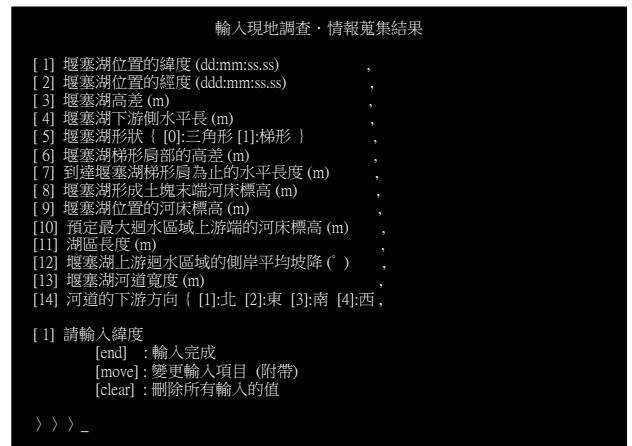 輸入現地調查‧情報蒐集結果
[ 1] 堰塞湖位置的緯度 (dd:mm:ss.ss) ,
[ 2] 堰塞湖位置的經度 (ddd:mm:ss.ss) ,
[ 3] 堰塞湖高差 (m) ,
[ 4] 堰塞湖下游側水平長 (m) ,
[ 5] 堰塞湖形狀 { [0]:三角形 [1]:梯形 } ,
[ 6] 堰塞湖梯形肩部的高差 (m) ,
[ 7] 到達堰塞湖梯形肩為止的水平長度 (m) ,
[ 8] 堰塞湖形成土塊末端河床標高 (m) ,
[ 9] 堰塞湖位置的河床標高 (m) ,
[10] 預定最大迴水區域上游端的河床標高 (m) ,
[11] 湖區長度 (m) ,
[12] 堰塞湖上游迴水區域的側岸平均坡降 (° ) ,
[13] 堰塞湖河道寬度 (m) ,
[14] 河道的下游方向 { [1]:北 [2]:東 [3]:南 [4]:西 ,
[ 1] 請輸入緯度
[end] : 輸入完成
[move] : 變更輸入項目 (附帶)
[clear] : 刪除所有輸入的值
〉〉〉_